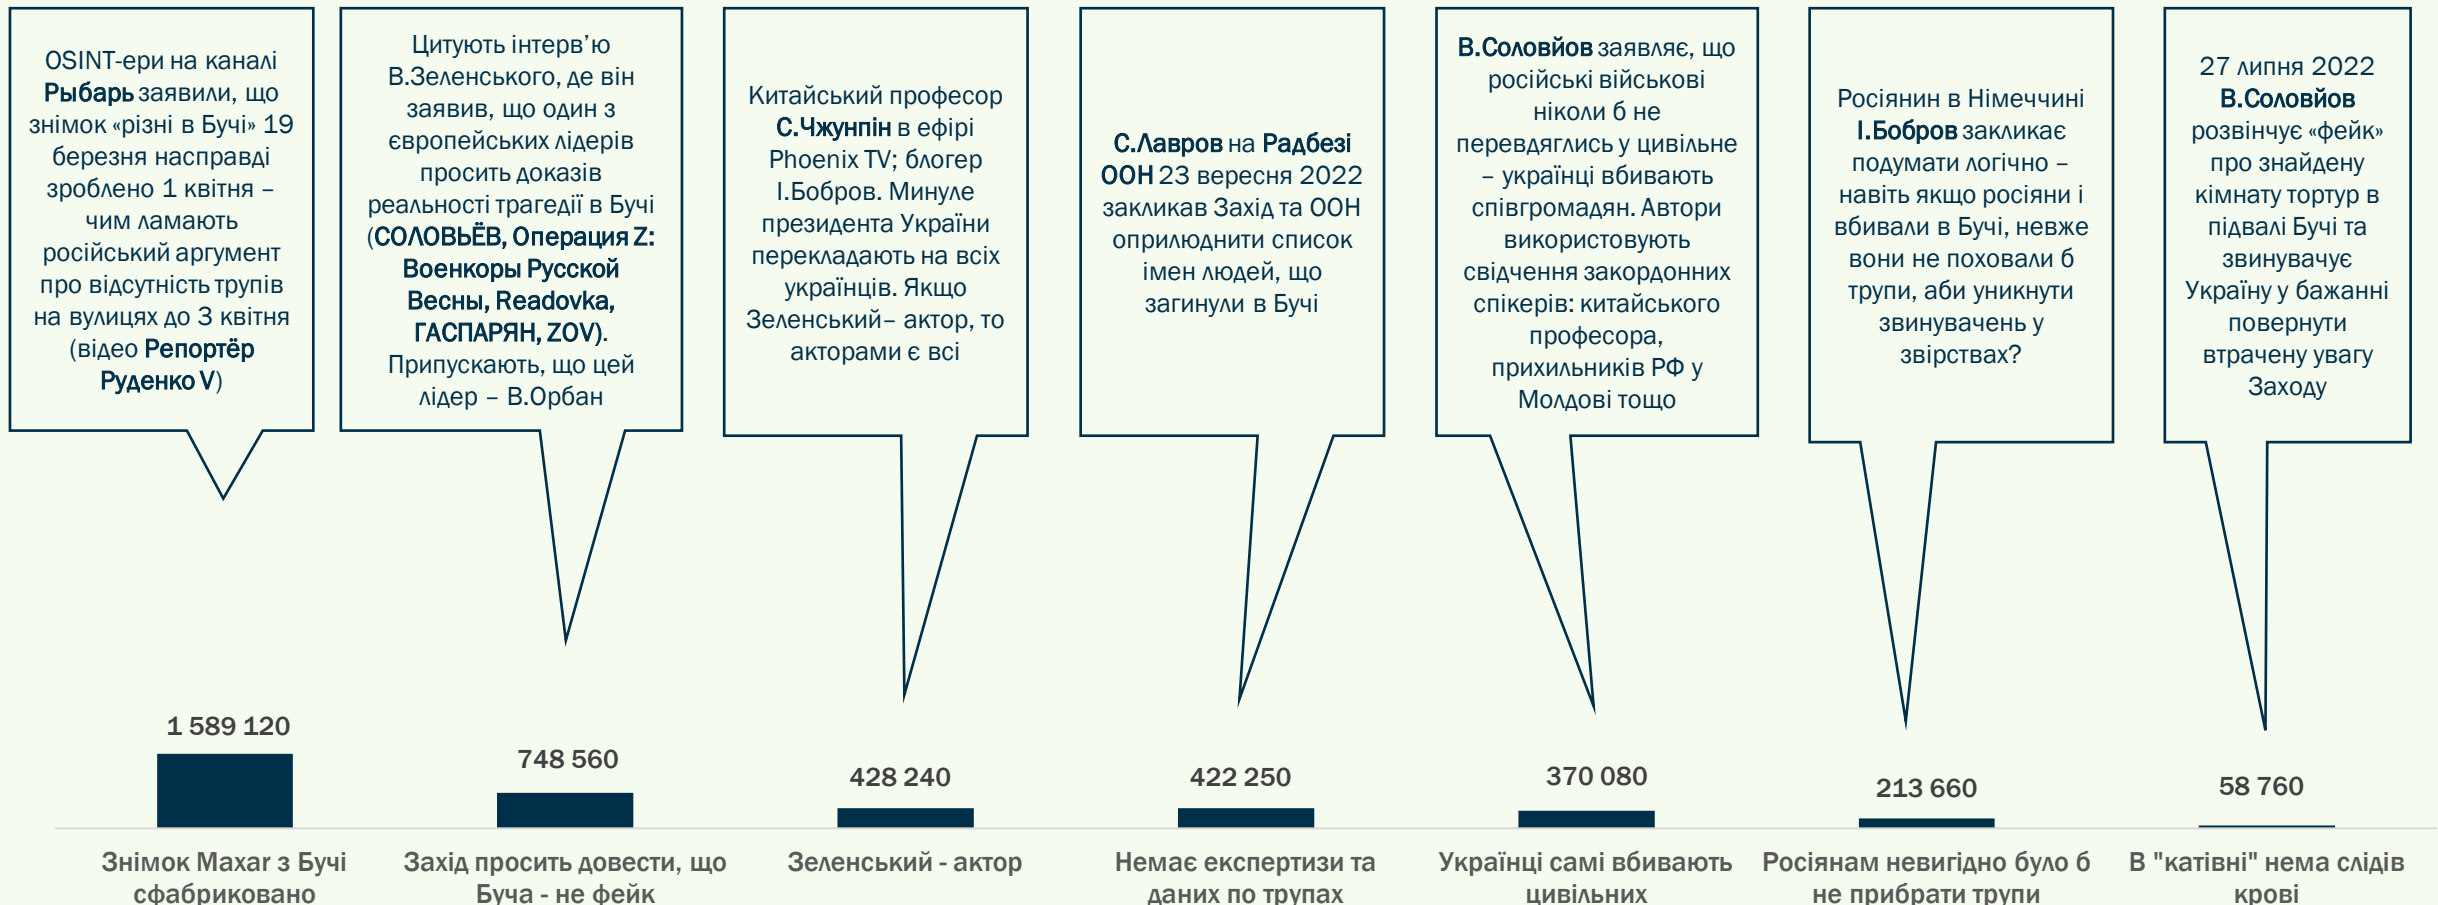 OSINT-ери на каналі
Рыбарь заявили, що
знімок «різні в Бучі» 19
березня насправді
зроблено 1 квітня –
чим ламають
російський аргумент
про відсутність трупів
на вулицях до 3 квітня
(відео Репортёр
Руденко V)
Цитують інтерв’ю
В.Зеленського, де він
заявив, що один з
європейських лідерів
просить доказів
реальності трагедії в Бучі
(СОЛОВЬЁВ, Операция Z:
Военкоры Русской
Весны, Readovka,
ГАСПАРЯН, ZOV).
Припускають, що цей
лідер – В.Орбан
Китайський професор
С.Чжунпін в ефірі
Phoenix TV; блогер
І.Бобров. Минуле
президента України
перекладають на всіх
українців. Якщо
Зеленський– актор, то
акторами є всі
С.Лавров на Радбезі
ООН 23 вересня 2022
закликав Захід та ООН
оприлюднити список
імен людей, що
загинули в Бучі
В.Соловйов заявляє, що
російські військові
ніколи б не
перевдяглись у цивільне
– українці вбивають
співгромадян. Автори
використовують
свідчення закордонних
спікерів: китайського
професора,
прихильників РФ у
Молдові тощо
Росіянин в Німеччині
І.Бобров закликає
подумати логічно –
навіть якщо росіяни і
вбивали в Бучі, невже
вони не поховали б
трупи, аби уникнути
звинувачень у
звірствах?
27 липня 2022
В.Соловйов
розвінчує «фейк»
про знайдену
кімнату тортур в
підвалі Бучі та
звинувачує
Україну у бажанні
повернути
втрачену увагу
Заходу
1 589 120
748 560
428 240
422 250
370 080
213 660
58 760
Знімок Maxar з Бучі
сфабриковано
Захід просить довести, що
Буча - не фейк
Зеленський - актор
Немає експертизи та
даних по трупах
Українці самі вбивають
цивільних
Росіянам невигідно було б
не прибрати трупи
В "катівні" нема слідів
крові